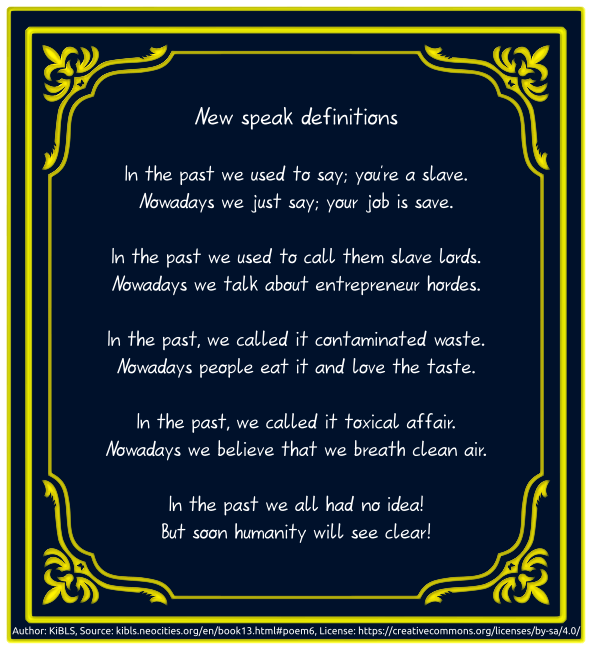 New speak definitions
In the past we used to say; you're a slave.
Nowadays we just say; your job is save.
In the past we used to call them slave lords.
Nowadays we talk about entrepreneur hordes.
In the past, we called it contaminated waste.
Nowadays people eat it and love the taste.
In the past, we called it toxical affair.
Nowadays we believe that we breath clean air.
In the past we all had no idea!
But soon humanity will see clear!
Author: KiBLS, Source: kibls.neocities.org/en/book13.html#poem6, License: https://creativecommons.org/licenses/by-sa/4.0/